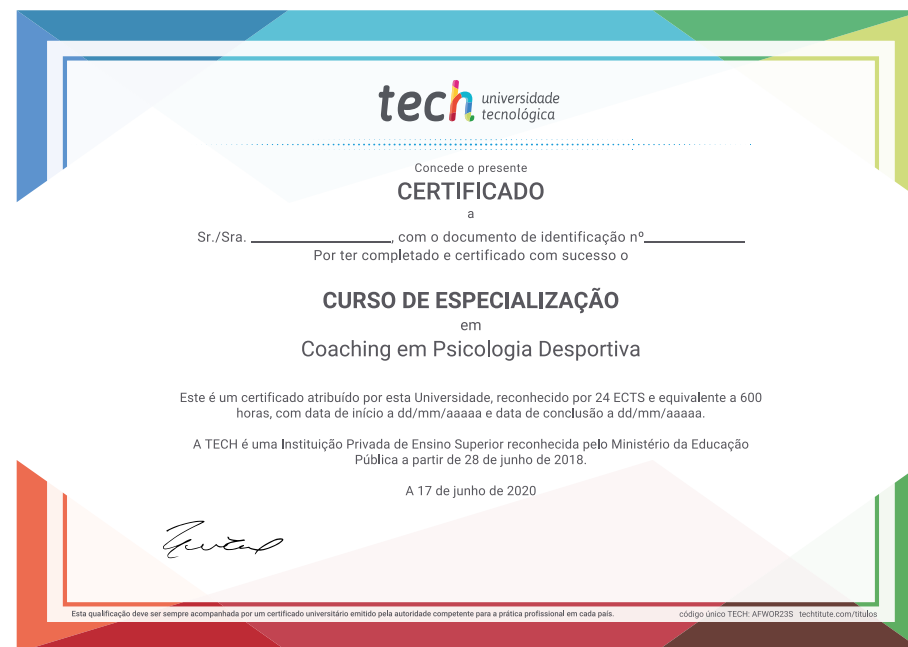 tech universidade
tecnológica
Concede o presente
CERTIFICADO
a
Sr./Sra. ____________________, com o documento de identificação nº______________
Por ter completado e certificado com sucesso o
CURSO DE ESPECIALIZAÇÃO
em
Coaching em Psicologia Desportiva
Este é um certificado atribuído por esta Universidade, reconhecido por 24 ECTS e equivalente a 600
horas, com data de início a dd/mm/aaaaa e data de conclusão a dd/mm/aaaaa.
A TECH é uma Instituição Privada de Ensino Superior reconhecida pelo Ministério da Educação
Pública a partir de 28 de junho de 2018.
A 17 de junho de 2020
Esta qualificação deve ser sempre acompanhada por um certificado universitário emitido pela autoridade competente para a prática profissional em cada país.
código único TECH: AFWOR23S techtitute.com/titulos